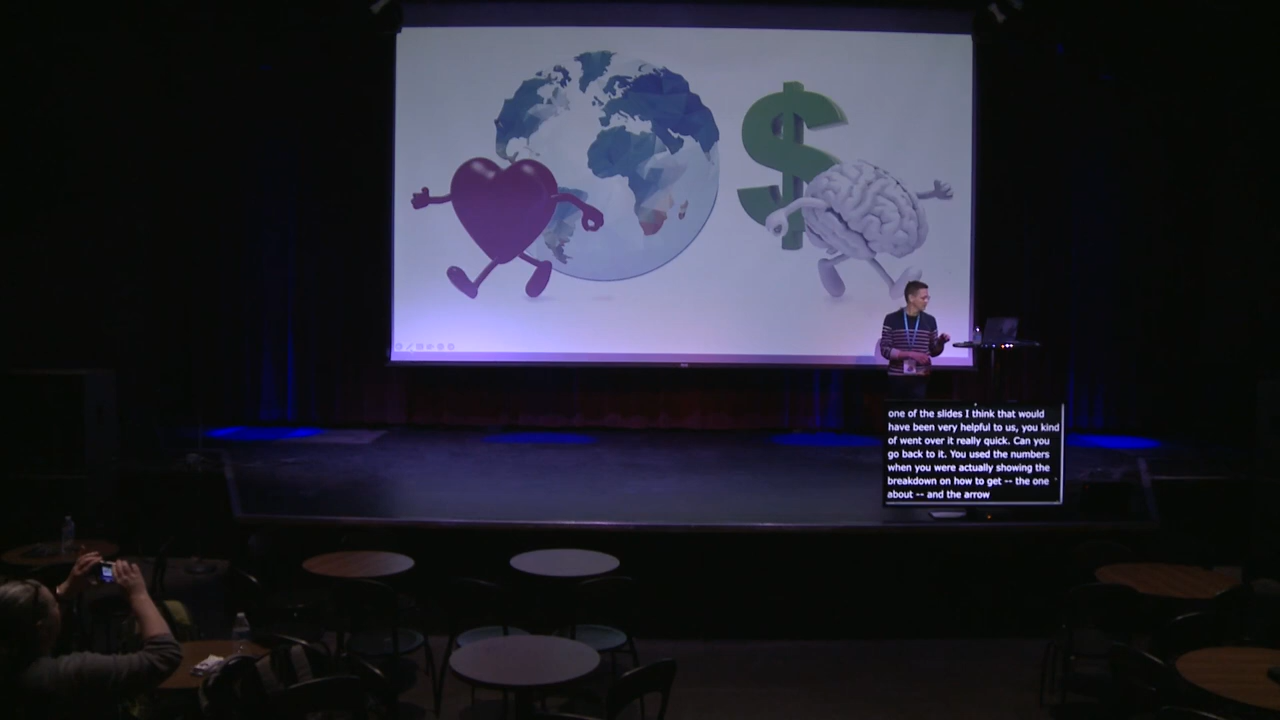 one of the slides I think that would
have been very helpful to us, you kind
of went over it really quick. Can you
go back to it. You used the numbers
when you were actually showing the
breakdown on how to get -- the one
about -- and the arrow